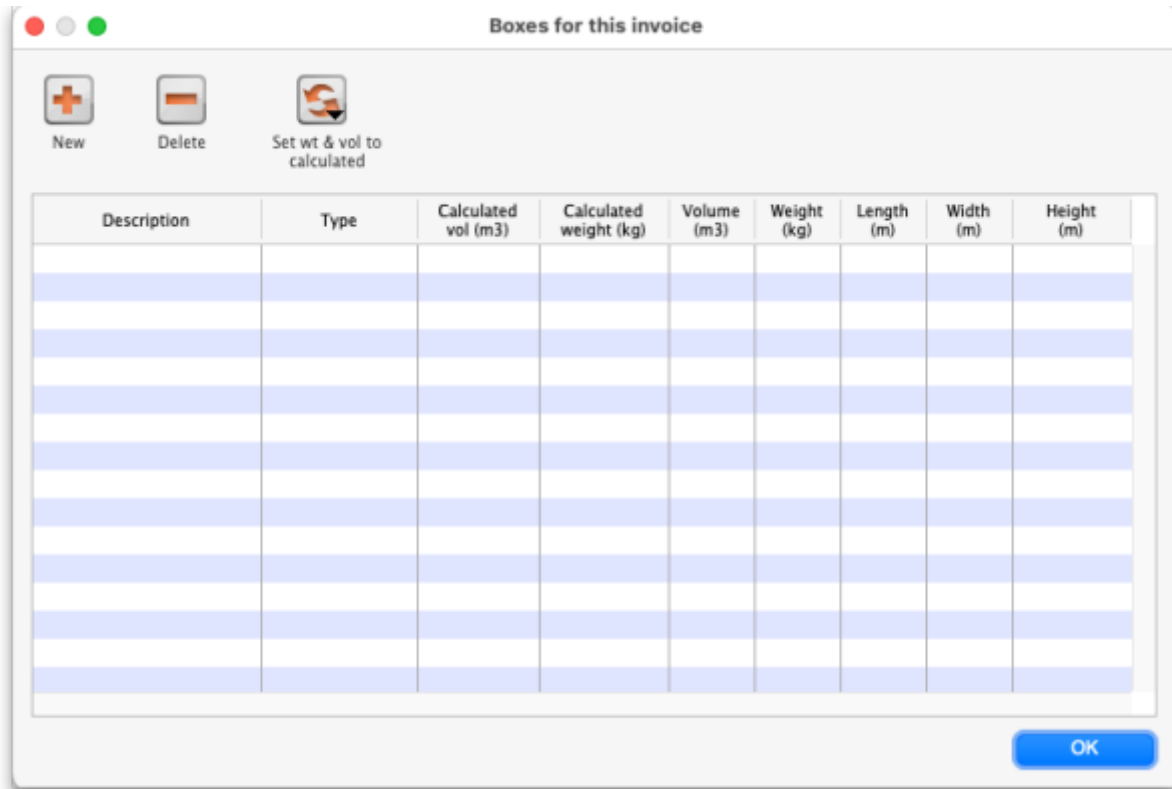 Boxes for this invoice
New
Delete
Set wt & vol to
calculated
Description
Type
Calculated
vol (m3)
Calculated
weight (kg)
Volume
(m3)
Weight
(kg)
Length
(m)
Width
(m)
Height
(m)
OK